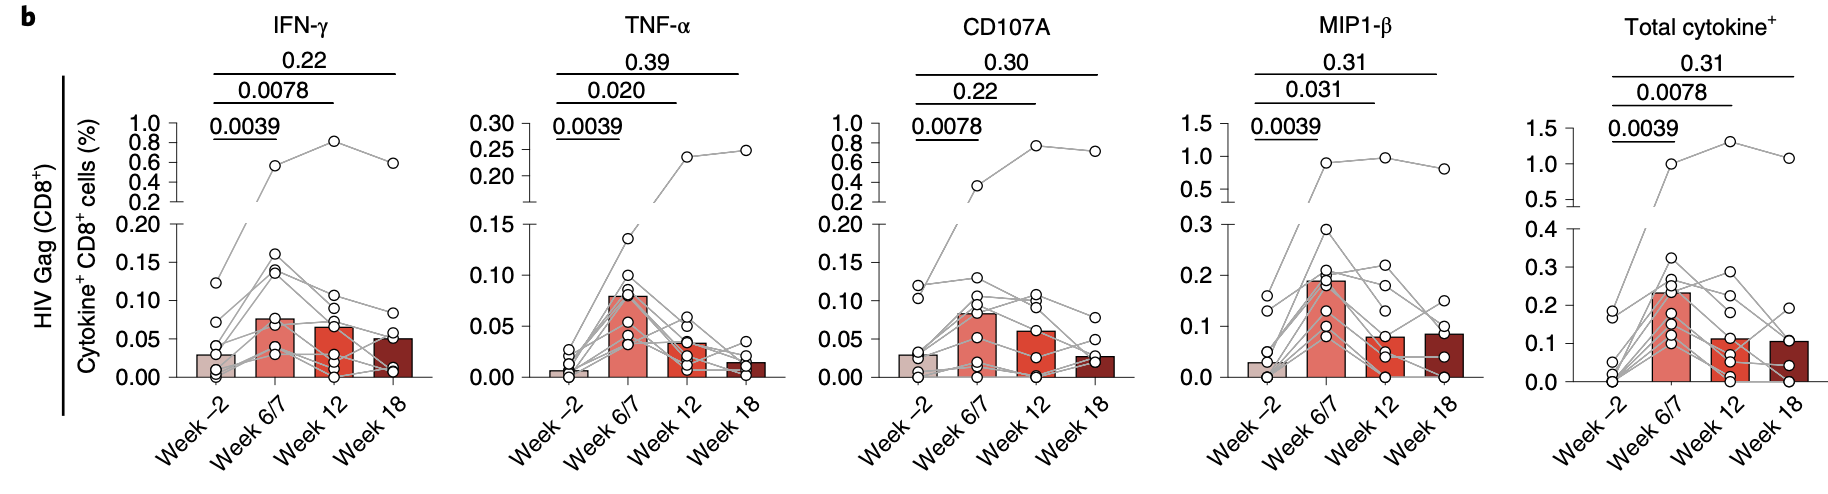 b
IFN-γ
TNF-α
CD107A
MIP1-β
Total cytokine+
0.22
0.39
0.30
0.31
0.31
0.0078
0.020
0.22
0.031
0.0078
0.0039
0.0039
0.0078
0.0039
0.0039
HIV Gag (CD8+)
Cytokine+ CD8+ cells (%)
1.0
0.8
0.6
0.4
0.2
0.20
0.15
0.10
0.05
0.00
Week –2
Week 6/7
Week 12
Week 18
0.30
0.25
0.20
0.15
0.10
0.05
0.00
Week –2
Week 6/7
Week 12
Week 18
1.0
0.8
0.6
0.4
0.2
0.20
0.15
0.10
0.05
0.00
Week –2
Week 6/7
Week 12
Week 18
1.5
1.0
0.5
0.3
0.2
0.1
0.0
Week –2
Week 6/7
Week 12
Week 18
1.5
1.0
0.5
0.4
0.3
0.2
0.1
0.0
Week –2
Week 6/7
Week 12
Week 18